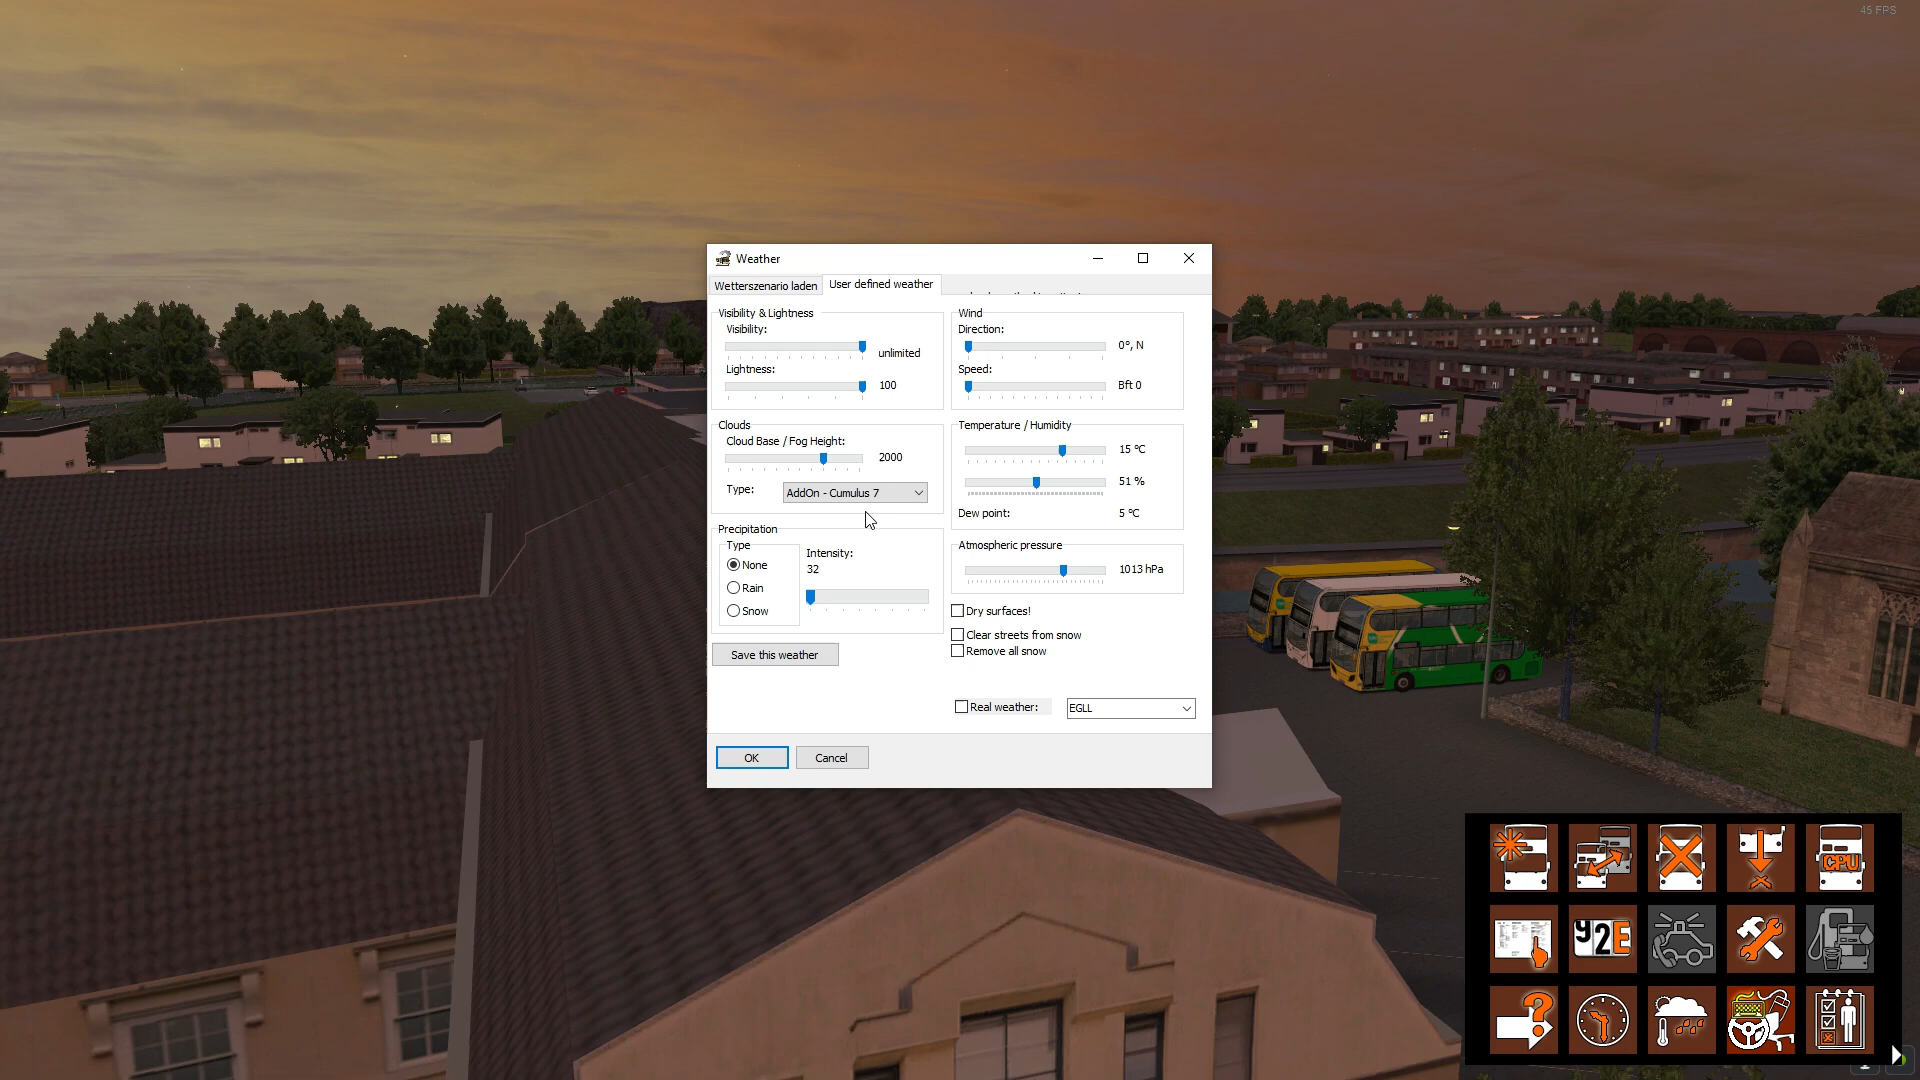 45 FPS
Weather
Wetterszenario laden
User defined weather
Visibility & Lightness
Visibility:
unlimited
Lightness:
100
Clouds
Cloud Base / Fog Height:
2000
Type:
AddOn - Cumulus 7
Precipitation
Type
None
Rain
Snow
Intensity:
32
Save this weather
Wind
Direction:
0°, N
Speed:
Bft 0
Temperature / Humidity
15 °C
51 %
Dew point:
5 °C
Atmospheric pressure
1013 hPa
Dry surfaces!
Clear streets from snow
Remove all snow
Real weather:
EGLL
OK
Cancel
CPU
92E